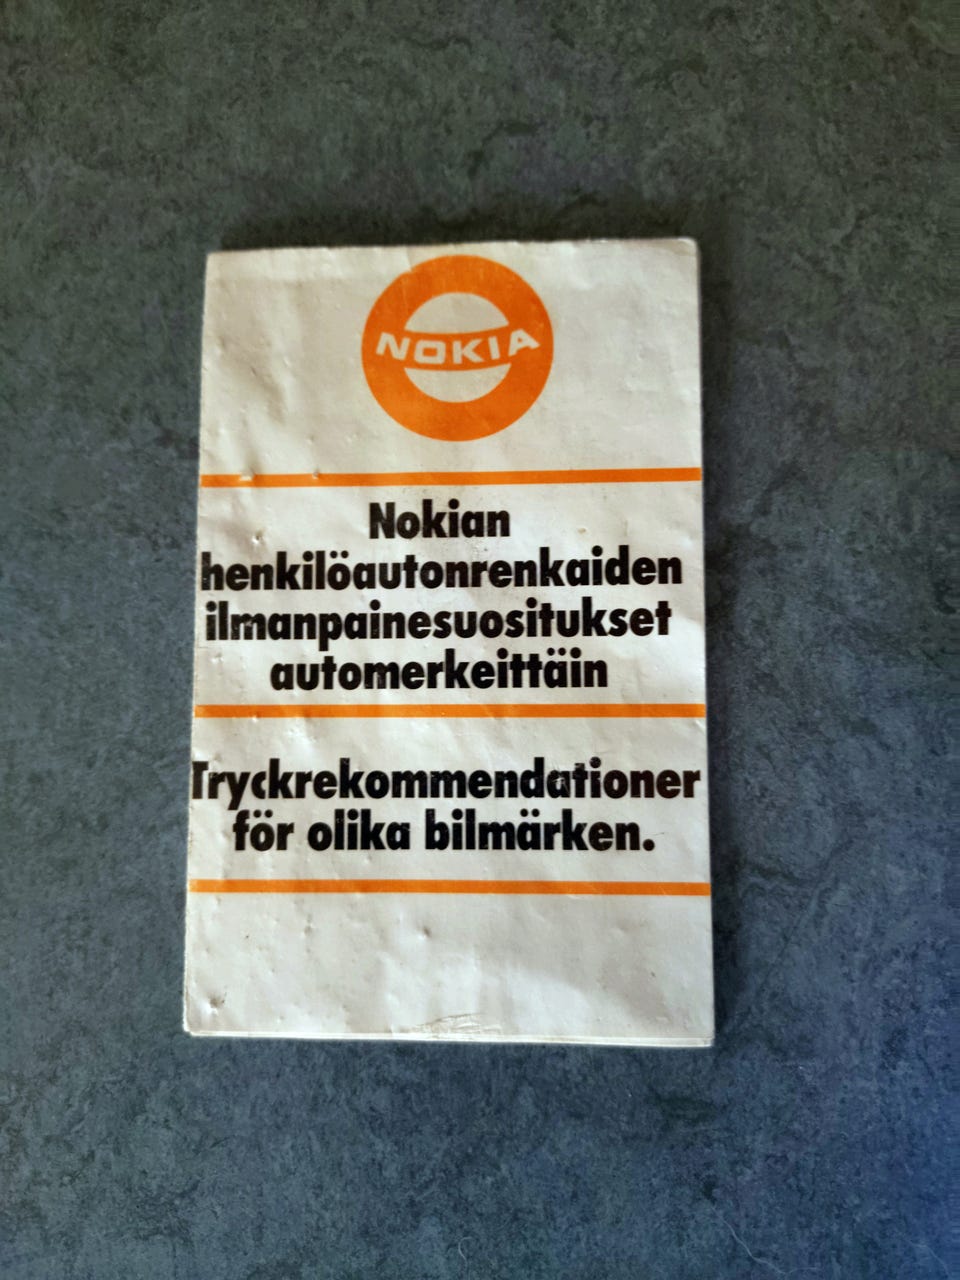 NOKIA
Nokian
henkilöautonrenkaiden
ilmanpainesuositukset
automerkeittäin
Tryckrekommendationer
för olika bilmärken.